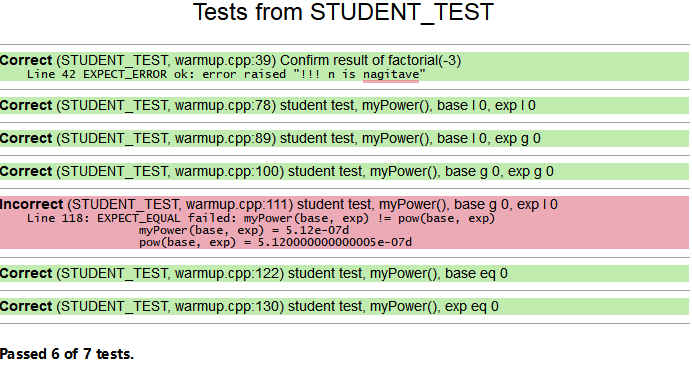 Tests from STUDENT_TEST
Correct (STUDENT_TEST, warmup.cpp:39) Confirm result of factorial(-3)
Line 42 EXPECT_ERROR ok: error raised "!!! n is nagitave"
Correct (STUDENT_TEST, warmup.cpp:78) student test, myPower(), base l 0, exp l 0
Correct (STUDENT_TEST, warmup.cpp:89) student test, myPower(), base l 0, exp g 0
Correct (STUDENT_TEST, warmup.cpp:100) student test, myPower(), base g 0, exp g 0
Incorrect (STUDENT_TEST, warmup.cpp:111) student test, myPower(), base g 0, exp l 0
Line 118: EXPECT_EQUAL failed: myPower(base, exp) != pow(base, exp)
myPower(base, exp) = 5.12e-07d
pow(base, exp) = 5.120000000000005e-07d
Correct (STUDENT_TEST, warmup.cpp:122) student test, myPower(), base eq 0
Correct (STUDENT_TEST, warmup.cpp:130) student test, myPower(), exp eq 0
Passed 6 of 7 tests.